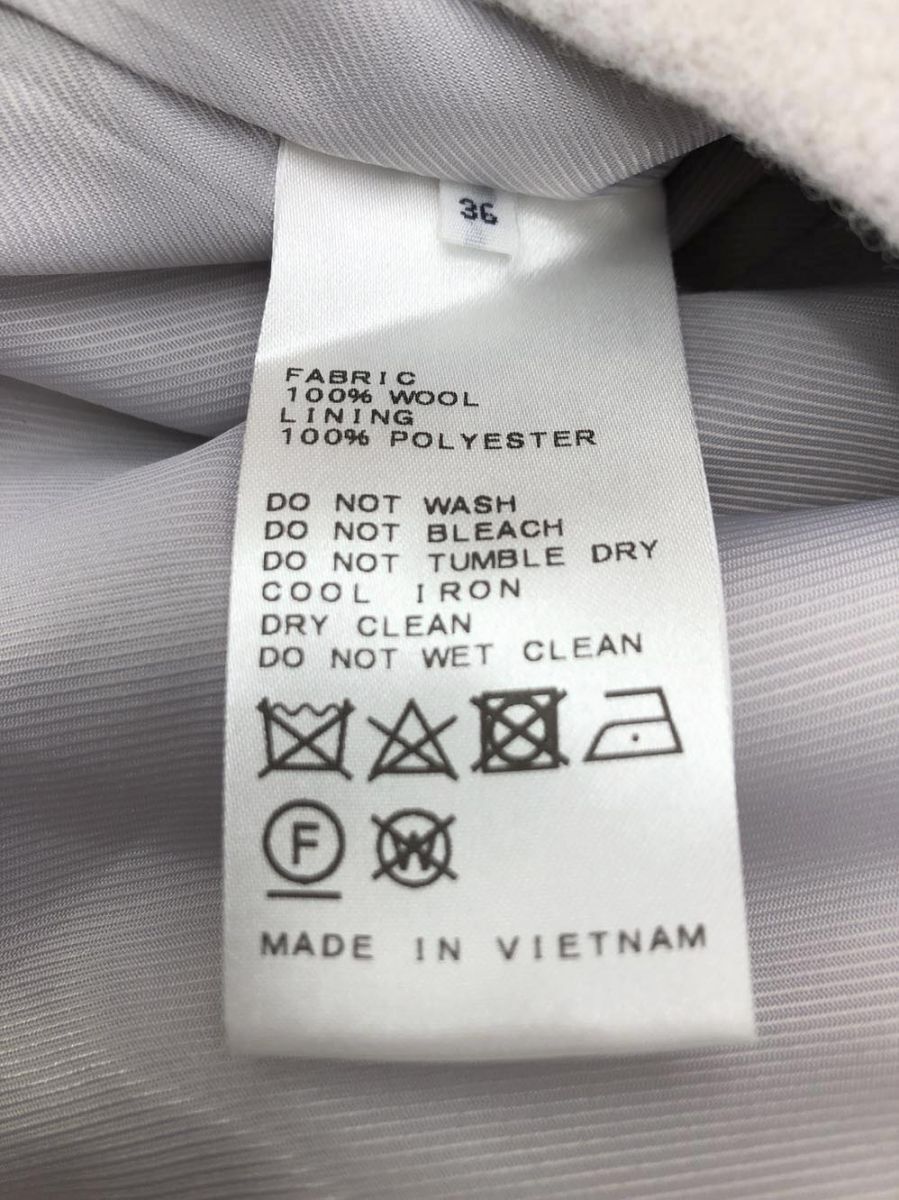 36
FABRIC
100% WOOL
LINING
100% POLYESTER
DO NOT WASH
DO NOT BLEACH
DO NOT TUMBLE DRY
COOL IRON
DRY CLEAN
DO NOT WET CLEAN
F W
MADE IN VIETNAM